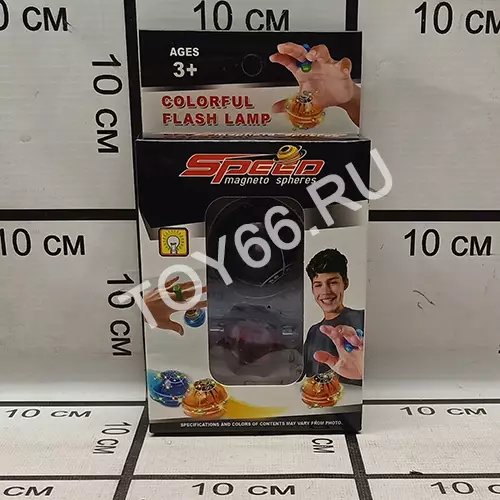 AGES
3+
COLORFUL
FLASH LAMP
SPEED
magneto spheres
TOY66.RU
SPECIFICATIONS AND COLORS OF CONTENTS MAY VARY FROM PHOTO.
10 СМ
10 СМ
10 СМ
10 СМ
10 СМ
10 СМ
10 СМ
10 СМ
10 СМ
10 СМ